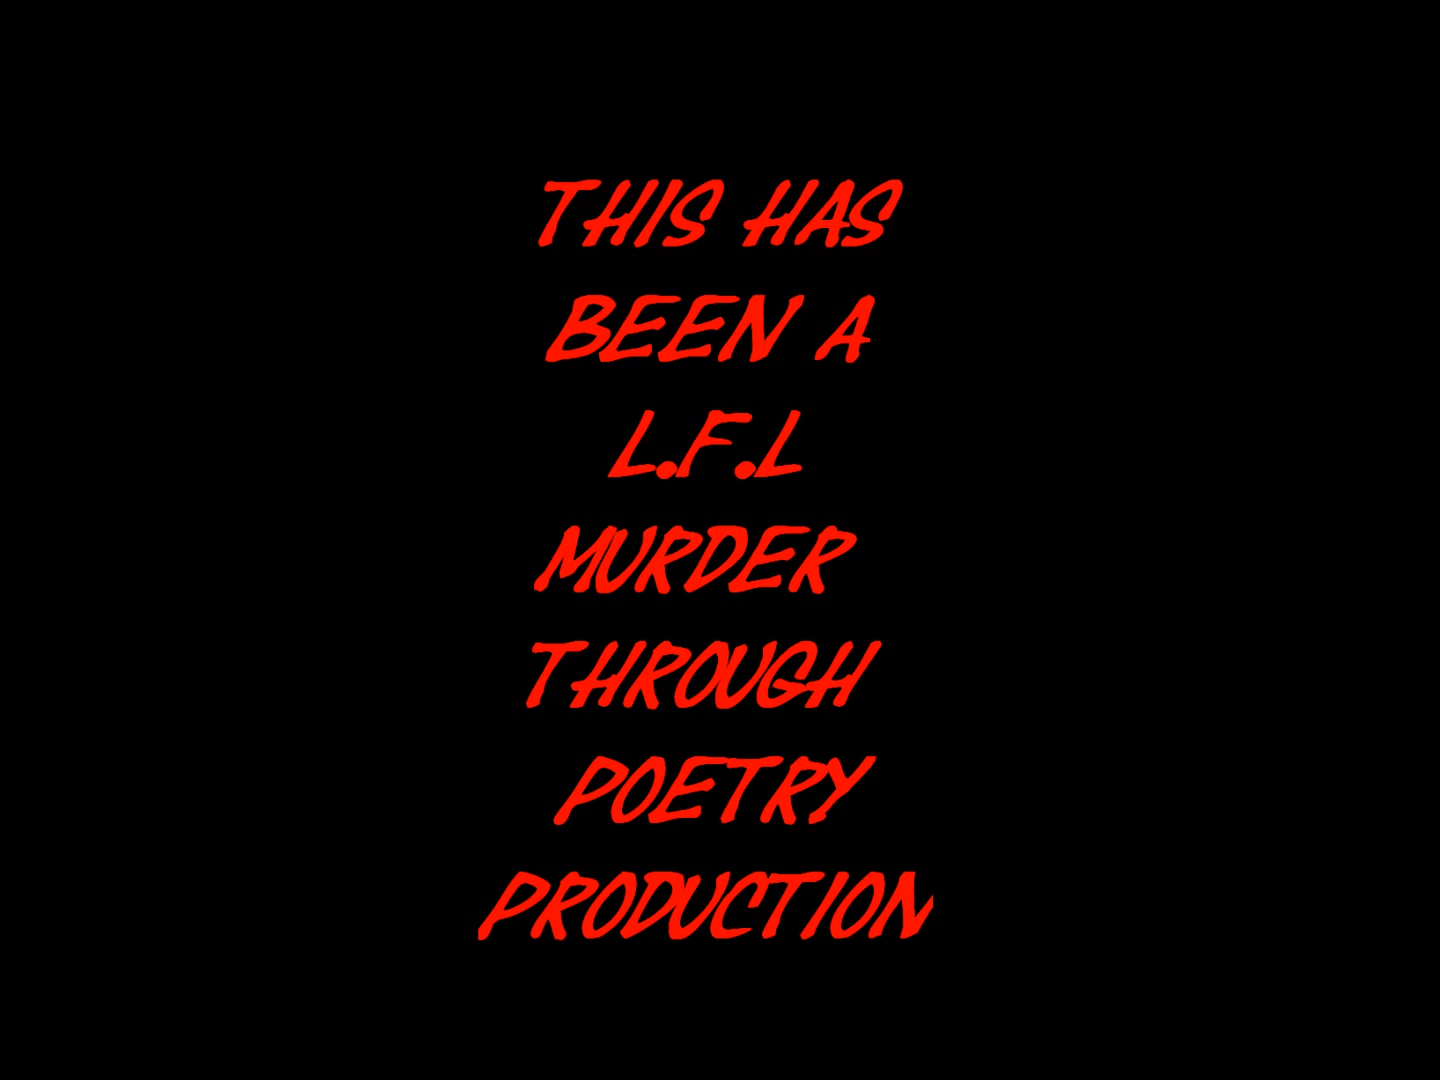 THIS HAS
BEEN A
L.F.L
MURDER
THROUGH
POETRY
PRODUCTION